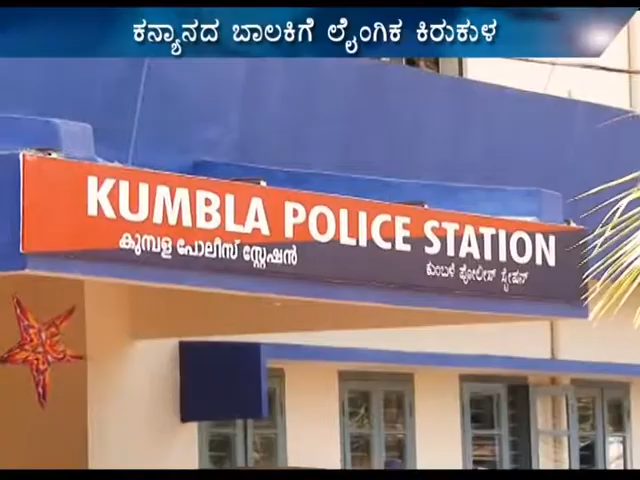 ಕನ್ಯಾನದ ಬಾಲಕಿಗೆ ಲೈಂಗಿಕ ಕಿರುಕುಳ
KUMBLA POLICE STATION
കുമ്പള പോലീസ് സ്റ്റേഷൻ
ಕುಂಬಳೆ ಪೋಲೀಸ್ ಸ್ಟೇಷನ್